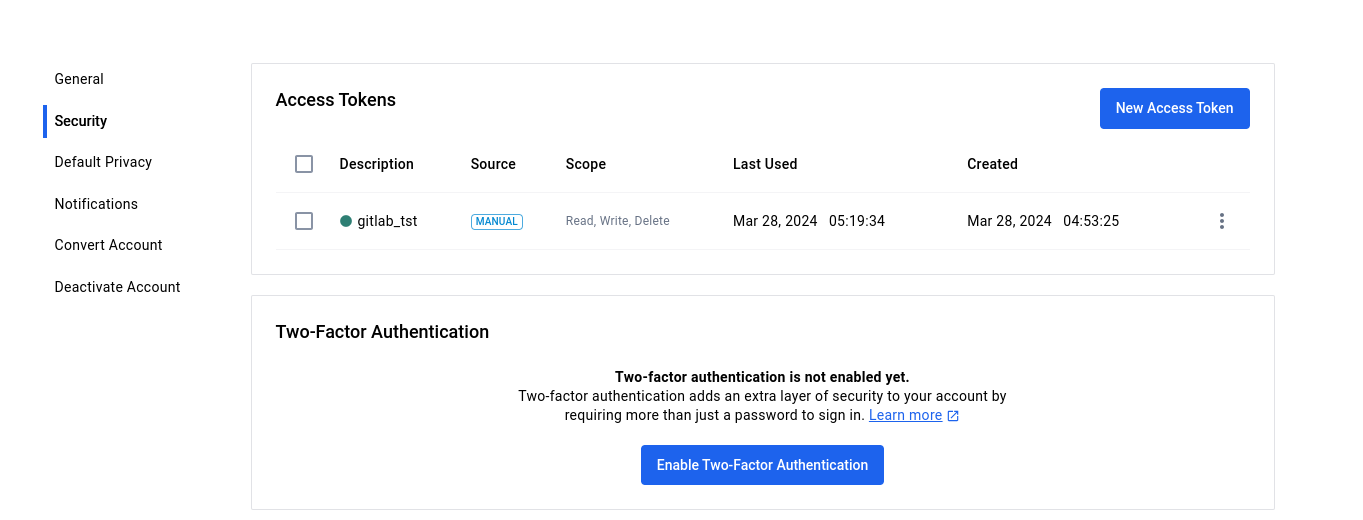 General
Security
Default Privacy
Notifications
Convert Account
Deactivate Account
Access Tokens
New Access Token
Description Source Scope Last Used Created
gitlab_tst MANUAL Read, Write, Delete Mar 28, 2024 05:19:34 Mar 28, 2024 04:53:25
Two-Factor Authentication
Two-factor authentication is not enabled yet.
Two-factor authentication adds an extra layer of security to your account by
requiring more than just a password to sign in. Learn more
Enable Two-Factor Authentication